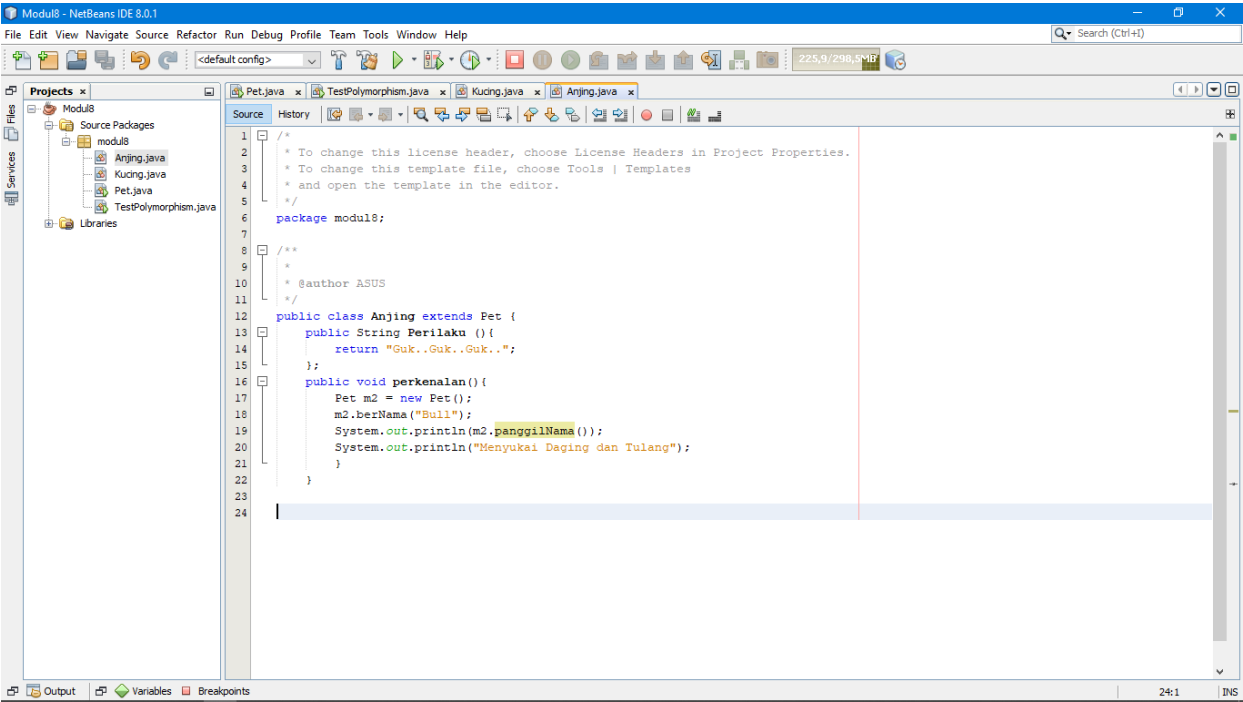 Modul8 - NetBeans IDE 8.0.1
File Edit View Navigate Source Refactor Run Debug Profile Team Tools Window Help
Search (Ctrl+I)
<default config>
225,9/298,5MB
Projects
Pet.java
TestPolymorphism.java
Kucing.java
Anjing.java
Files
Services
Modul8
Source Packages
modul8
Anjing.java
Kucing.java
Pet.java
TestPolymorphism.java
Libraries
Source History
1 /*
2 * To change this license header, choose License Headers in Project Properties.
3 * To change this template file, choose Tools | Templates
4 * and open the template in the editor.
5 */
6 package modul8;
7
8 /**
9 *
10 * @author ASUS
11 */
12 public class Anjing extends Pet {
13 public String Perilaku (){
14 return "Guk..Guk..Guk..";
15 };
16 public void perkenalan(){
17 Pet m2 = new Pet();
18 m2.berNama("Bull");
19 System.out.println(m2.panggilNama());
20 System.out.println("Menyukai Daging dan Tulang");
21 }
22 }
23
24
Output Variables Breakpoints
24:1 INS